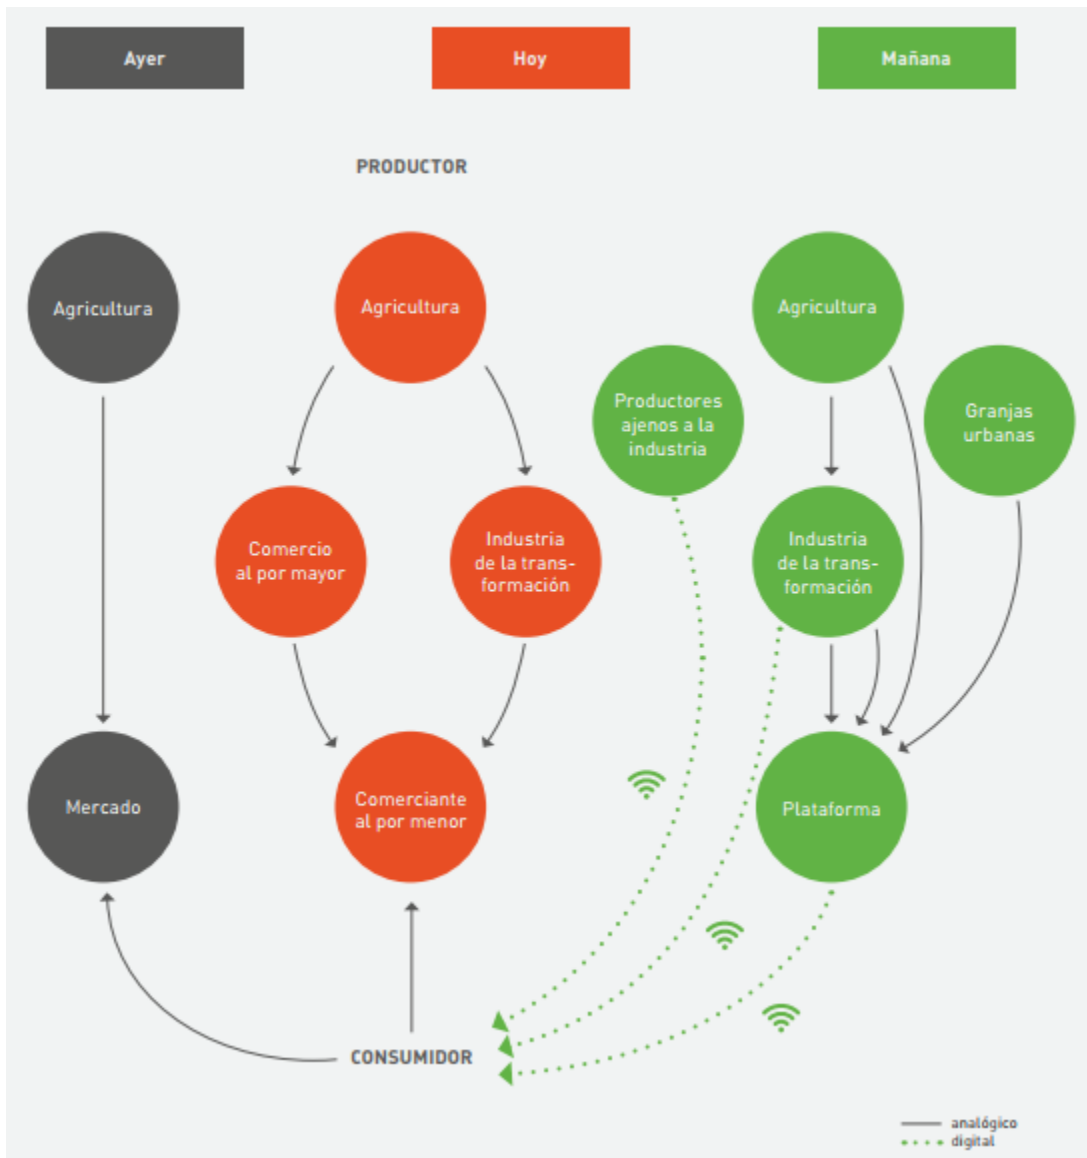 Ayer
Hoy
Mañana
PRODUCTOR
Agricultura
Agricultura
Agricultura
Productores
ajenos a la
industria
Granjas
urbanas
Comercio
al por mayor
Industria
de la trans-
formación
Industria
de la trans-
formación
Mercado
Comerciante
al por menor
Plataforma
CONSUMIDOR
analógico
digital